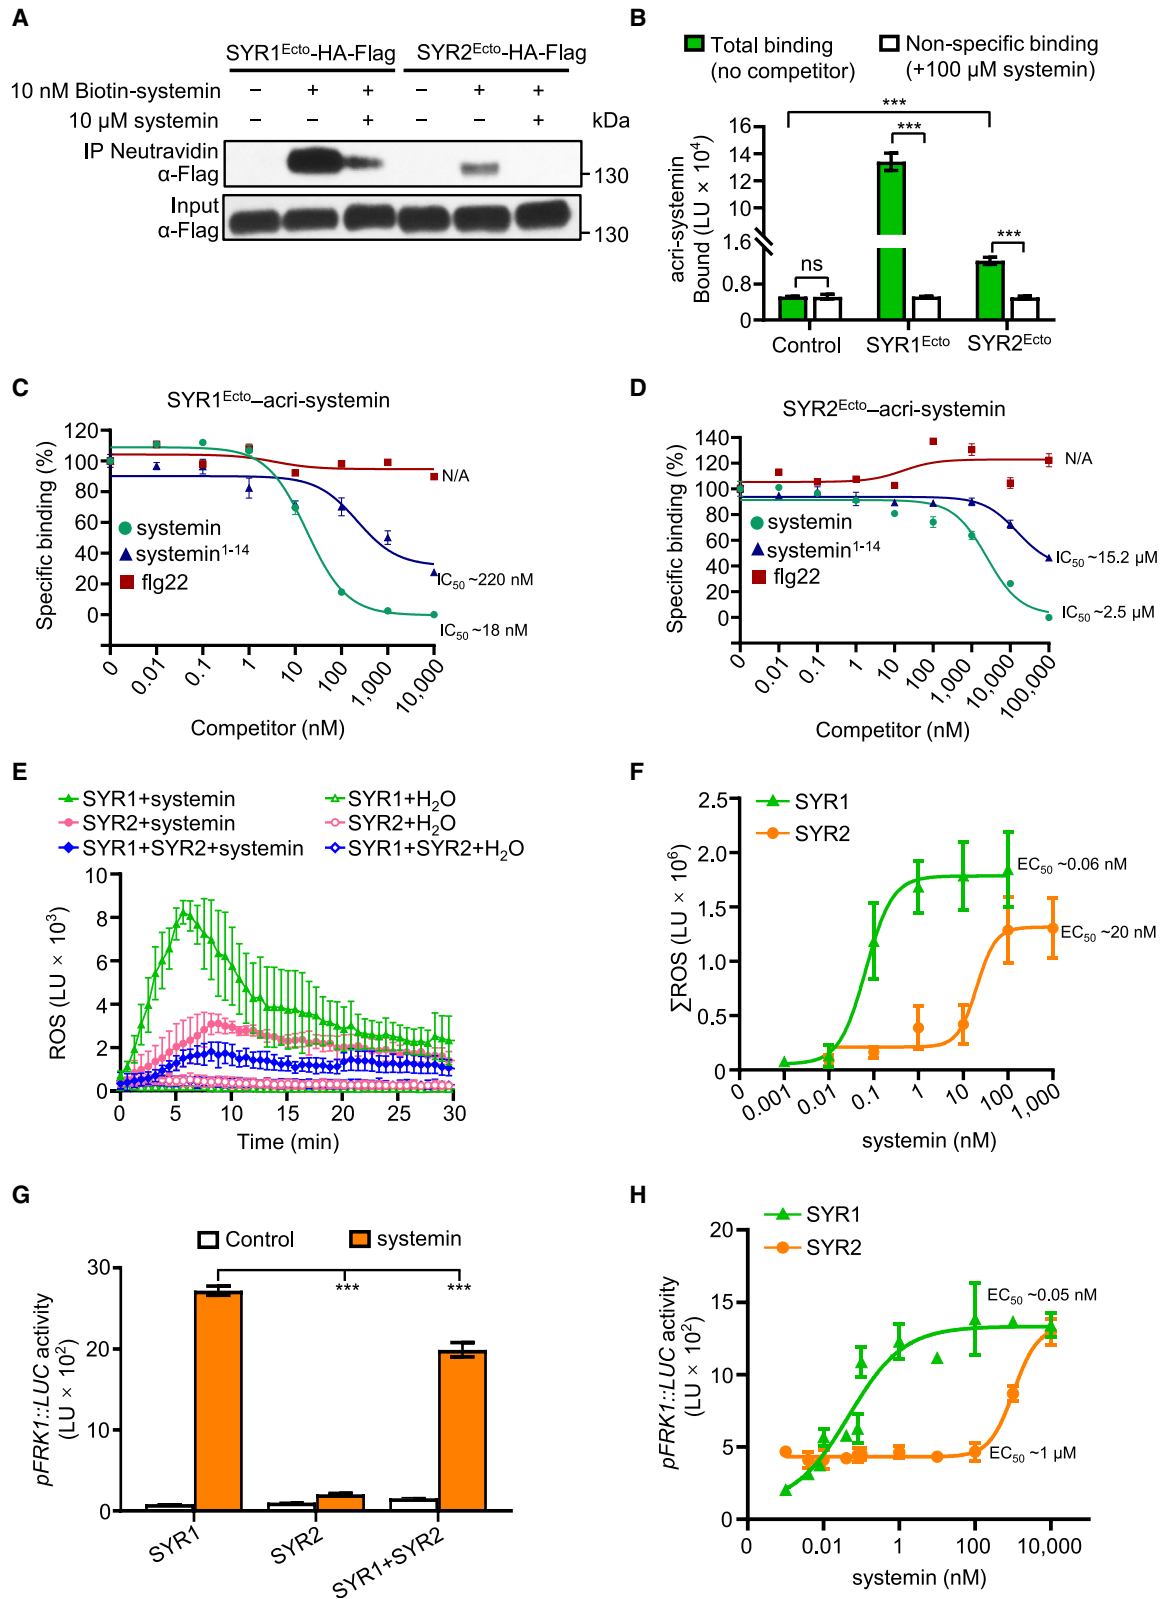 A
SYR1Ecto-HA-Flag SYR2Ecto-HA-Flag
10 nM Biotin-systemin − + + − + +
10 μM systemin − − + − − + kDa
IP Neutravidin
α-Flag
130
Input
α-Flag
130
B
Total binding
(no competitor)
Non-specific binding
(+100 μM systemin)
acri-systemin
Bound (LU × 10⁴)
16
14
10
1.6
0.8
0
ns
***
***
***
Control SYR1Ecto SYR2Ecto
C
SYR1Ecto–acri-systemin
Specific binding (%)
120
100
80
60
40
20
0
systemin
systemin1-14
flg22
N/A
IC50 ~220 nM
IC50 ~18 nM
0 0.01 0.1 1 10 100 1,000 10,000
Competitor (nM)
D
SYR2Ecto–acri-systemin
Specific binding (%)
140
120
100
80
60
40
20
0
systemin
systemin1-14
flg22
N/A
IC50 ~15.2 μM
IC50 ~2.5 μM
0 0.01 0.1 1 10 100 1,000 10,000 100,000
Competitor (nM)
E
SYR1+systemin
SYR2+systemin
SYR1+SYR2+systemin
SYR1+H2O
SYR2+H2O
SYR1+SYR2+H2O
ROS (LU × 10³)
10
8
6
4
2
0
0 5 10 15 20 25 30
Time (min)
F
SYR1
SYR2
∑ROS (LU × 10⁶)
2.5
2.0
1.5
1.0
0.5
0
EC50 ~0.06 nM
EC50 ~20 nM
0 0.001 0.01 0.1 1 10 100 1,000
systemin (nM)
G
Control systemin
pFRK1::LUC activity
(LU × 10²)
30
20
10
0
***
***
SYR1 SYR2 SYR1+SYR2
H
SYR1
SYR2
pFRK1::LUC activity
(LU × 10²)
20
15
10
5
0
EC50 ~0.05 nM
EC50 ~1 μM
0 0.01 1 100 10,000
systemin (nM)